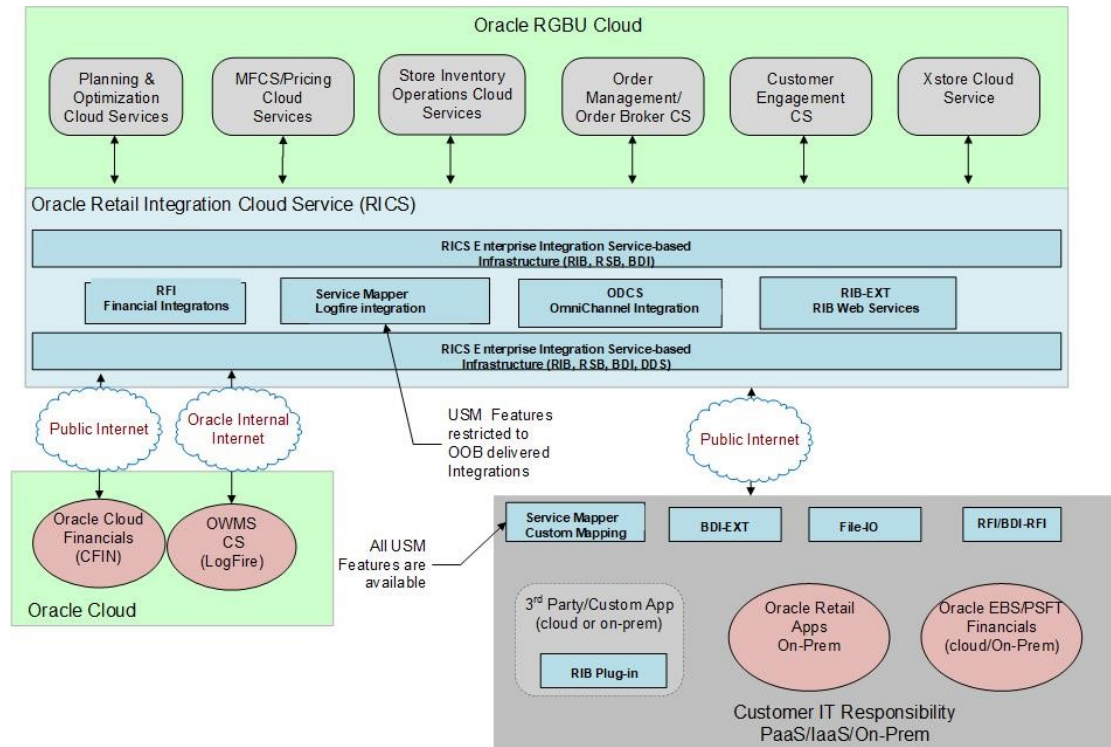 Oracle RGBU Cloud
Planning &
Optimization
Cloud Services
MFCS/Pricing
Cloud
Services
Store Inventory
Operations Cloud
Services
Order
Management/
Order Broker CS
Customer
Engagement
CS
Xstore Cloud
Service
Oracle Retail Integration Cloud Service (RICS)
RICS Enterprise Integration Service-based
Infrastructure (RIB, RSB, BDI)
RFI
Financial Integratons
Service Mapper
Logfire integration
ODCS
OmniChannel Integration
RIB-EXT
RIB Web Services
RICS Enterprise Integration Service-based
Infrastructure (RIB, RSB, BDI, DDS)
Public Internet
Oracle Internal
Internet
USM Features
restricted to
OOB delivered
Integrations
Public Internet
Oracle Cloud
Financials
(CFIN)
OWMS
CS
(LogFire)
Oracle Cloud
All USM
Features are
available
Service Mapper
Custom Mapping
BDI-EXT
File-IO
RFI/BDI-RFI
3rd Party/Custom App
(cloud or on-prem)
RIB Plug-in
Oracle Retail
Apps
On-Prem
Oracle EBS/PSFT
Financials
(cloud/On-Prem)
Customer IT Responsibility
PaaS/IaaS/On-Prem